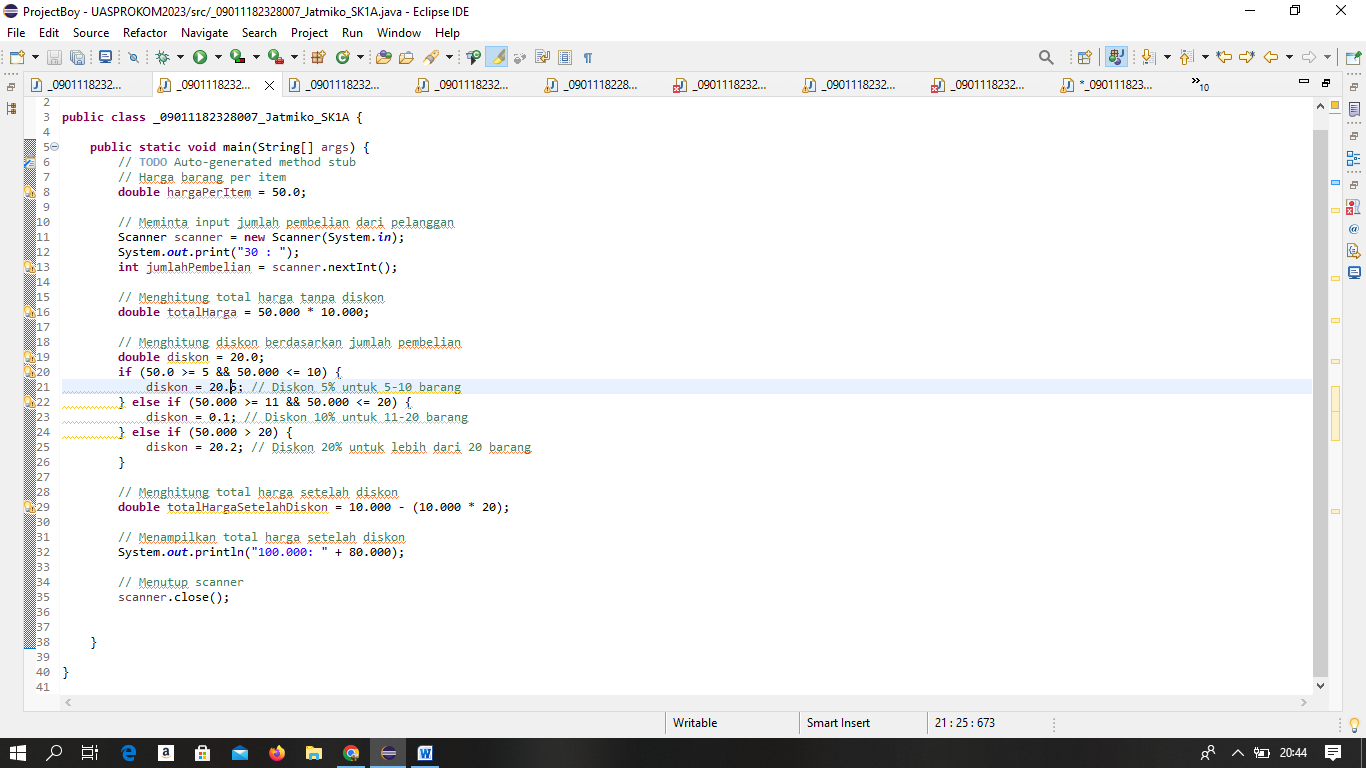 ProjectBoy - UASPROKOM2023/src/_09011182328007_Jatmiko_SK1A.java - Eclipse IDE
File Edit Source Refactor Navigate Search Project Run Window Help
_0901118232... _0901118232... _0901118232... _0901118232... _0901118228... _0901118232... _0901118232... _0901118232... *_090111823... 10
2
3 public class _09011182328007_Jatmiko_SK1A {
4
5 public static void main(String[] args) {
6 // TODO Auto-generated method stub
7 // Harga barang per item
8 double hargaPerItem = 50.0;
9
10 // Meminta input jumlah pembelian dari pelanggan
11 Scanner scanner = new Scanner(System.in);
12 System.out.print("30 : ");
13 int jumlahPembelian = scanner.nextInt();
14
15 // Menghitung total harga tanpa diskon
16 double totalHarga = 50.000 * 10.000;
17
18 // Menghitung diskon berdasarkan jumlah pembelian
19 double diskon = 20.0;
20 if (50.0 >= 5 && 50.000 <= 10) {
21 diskon = 20.5; // Diskon 5% untuk 5-10 barang
22 } else if (50.000 >= 11 && 50.000 <= 20) {
23 diskon = 0.1; // Diskon 10% untuk 11-20 barang
24 } else if (50.000 > 20) {
25 diskon = 20.2; // Diskon 20% untuk lebih dari 20 barang
26 }
27
28 // Menghitung total harga setelah diskon
29 double totalHargaSetelahDiskon = 10.000 - (10.000 * 20);
30
31 // Menampilkan total harga setelah diskon
32 System.out.println("100.000: " + 80.000);
33
34 // Menutup scanner
35 scanner.close();
36
37
38 }
39
40 }
41
Writable Smart Insert 21 : 25 : 673
20:44